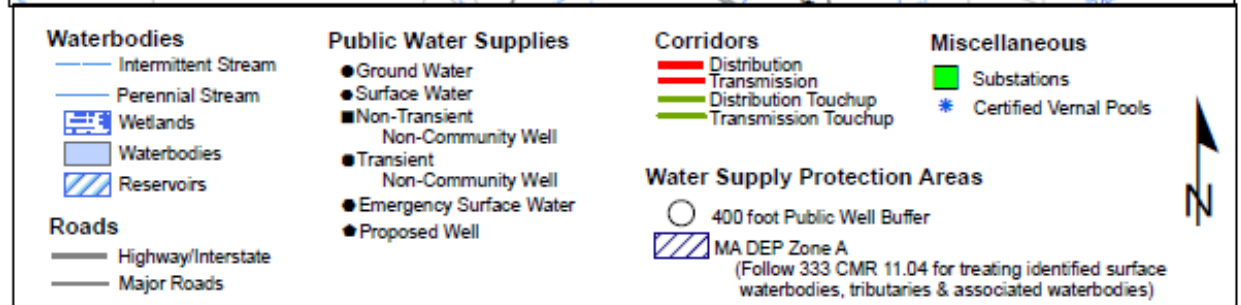 Waterbodies
Intermittent Stream
Perennial Stream
Wetlands
Waterbodies
Reservoirs
Roads
Highway/Interstate
Major Roads
Public Water Supplies
Ground Water
Surface Water
Non-Transient
Non-Community Well
Transient
Non-Community Well
Emergency Surface Water
Proposed Well
Corridors
Distribution
Transmission
Distribution Touchup
Transmission Touchup
Miscellaneous
Substations
Certified Vernal Pools
Water Supply Protection Areas
400 foot Public Well Buffer
MA DEP Zone A
(Follow 333 CMR 11.04 for treating identified surface
waterbodies, tributaries & associated waterbodies)
N